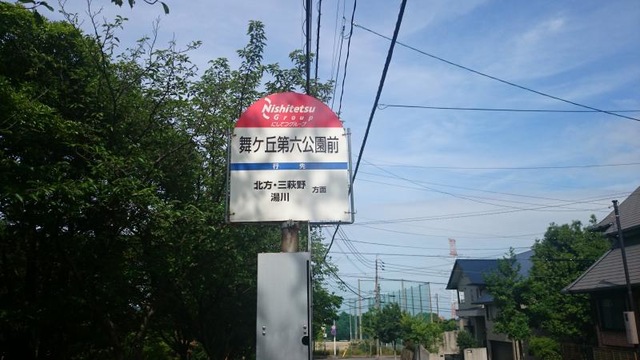 Nishitetsu
Group
にしてつグループ
舞ケ丘第六公園前
行先
北方・三萩野
湯川
方面